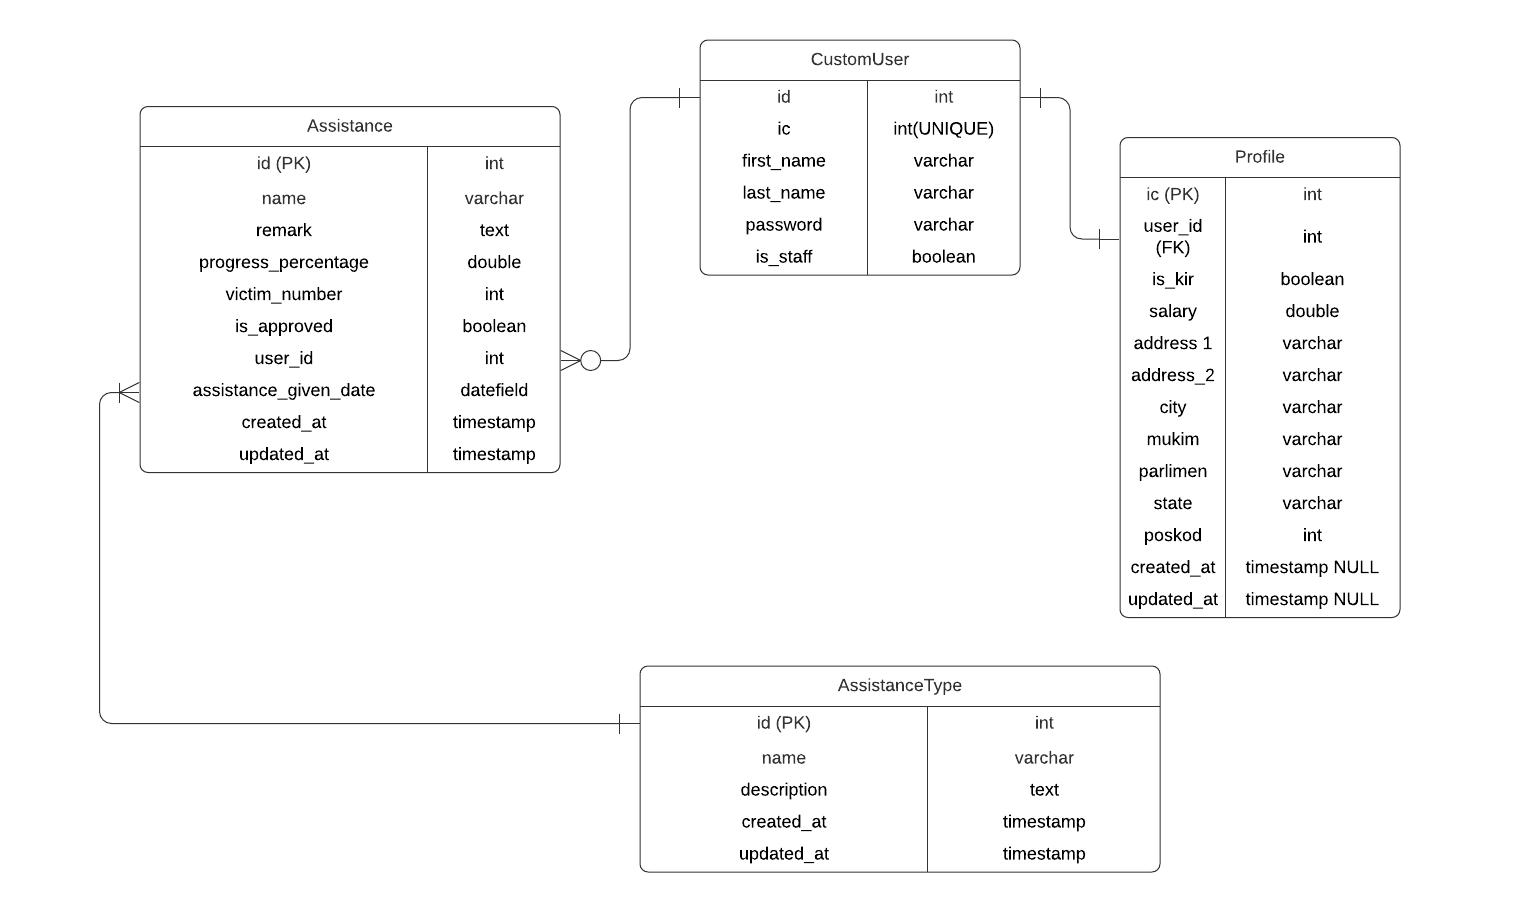 CustomUser
id int
ic int(UNIQUE)
first_name varchar
last_name varchar
password varchar
is_staff boolean
Assistance
id (PK) int
name varchar
remark text
progress_percentage double
victim_number int
is_approved boolean
user_id int
assistance_given_date datefield
created_at timestamp
updated_at timestamp
Profile
ic (PK) int
user_id
(FK) int
is_kir boolean
salary double
address 1 varchar
address_2 varchar
city varchar
mukim varchar
parlimen varchar
state varchar
poskod int
created_at timestamp NULL
updated_at timestamp NULL
AssistanceType
id (PK) int
name varchar
description text
created_at timestamp
updated_at timestamp